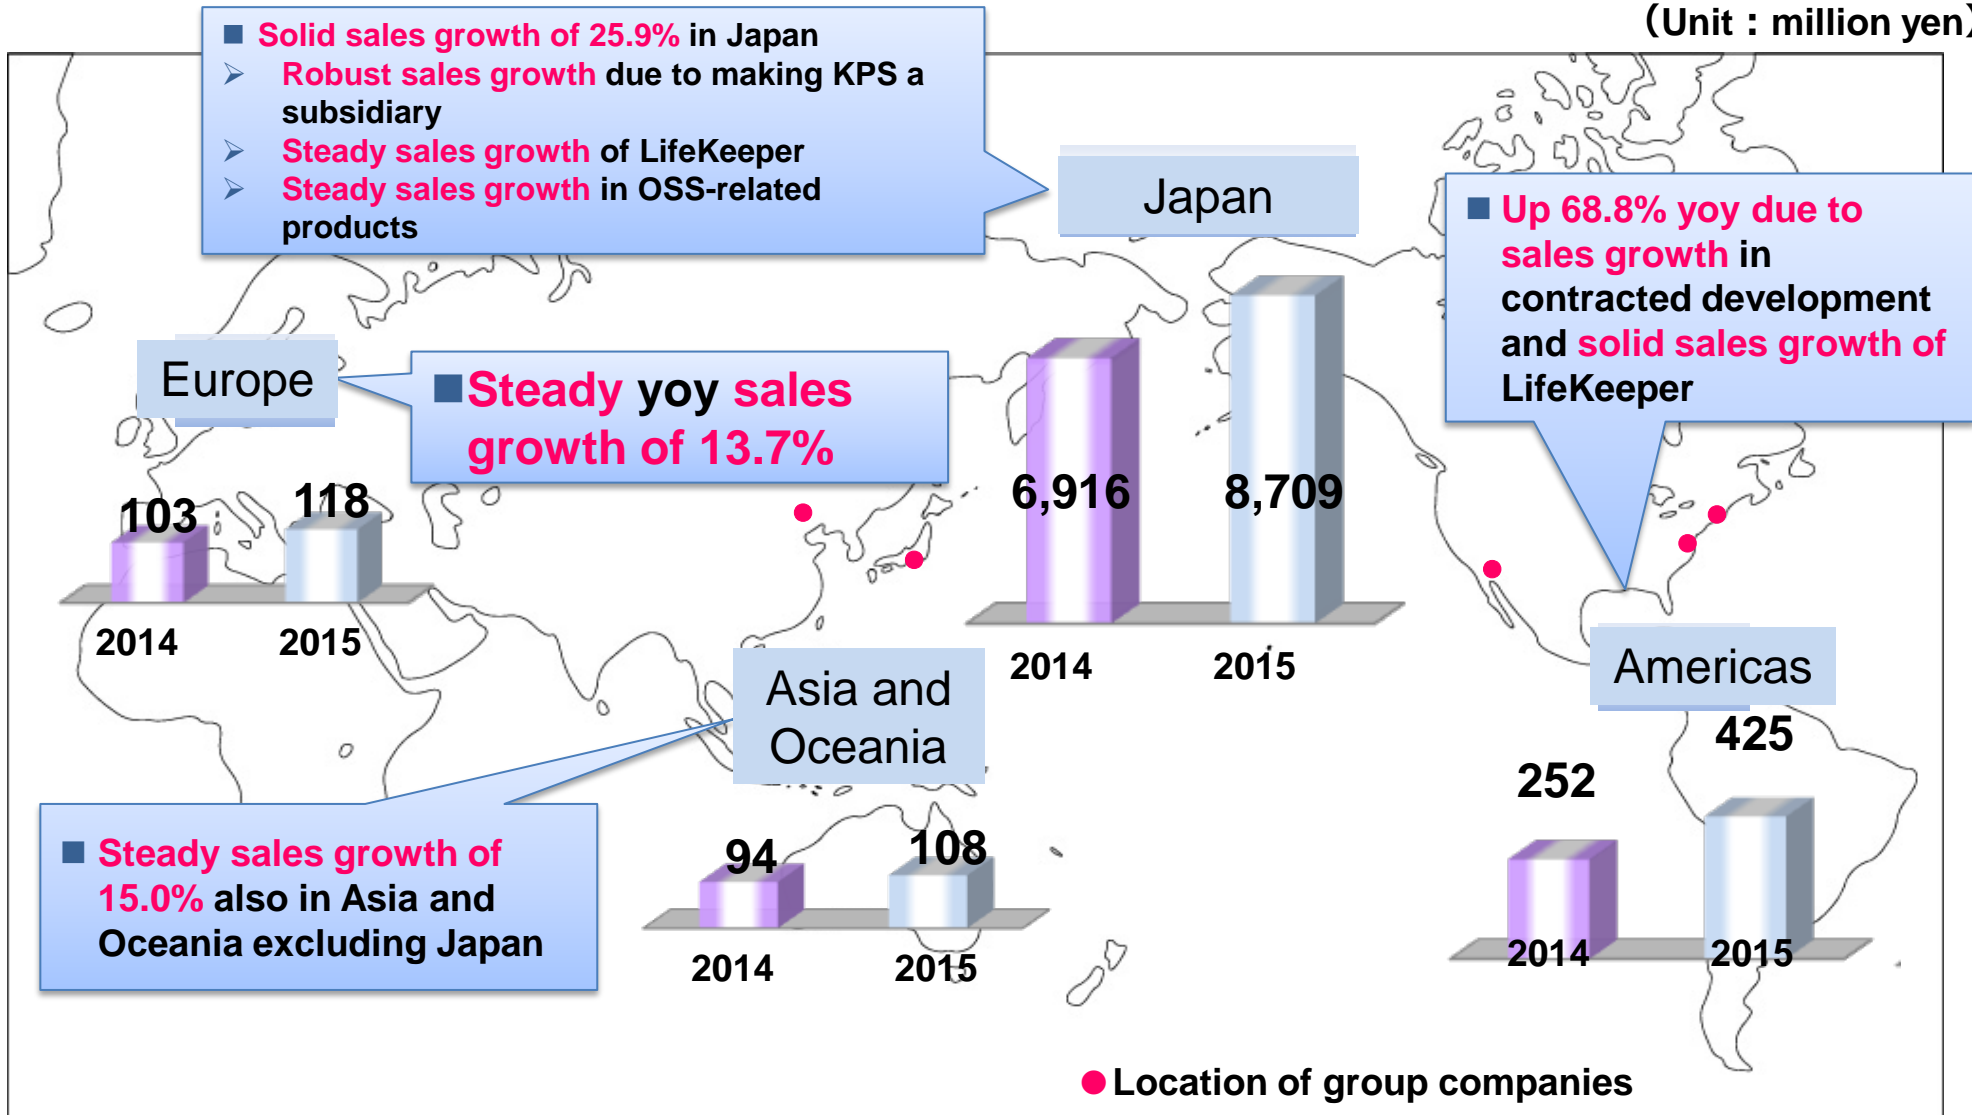 （Unit：million yen）
■ Solid sales growth of 25.9% in Japan
➢ Robust sales growth due to making KPS a
subsidiary
➢ Steady sales growth of LifeKeeper
➢ Steady sales growth in OSS-related
products
Japan
■ Up 68.8% yoy due to
sales growth in
contracted development
and solid sales growth of
LifeKeeper
Europe
■ Steady yoy sales
growth of 13.7%
103
118
2014
2015
6,916
8,709
2014
2015
Asia and
Oceania
Americas
252
425
2014
2015
■ Steady sales growth of
15.0% also in Asia and
Oceania excluding Japan
94
108
2014
2015
● Location of group companies